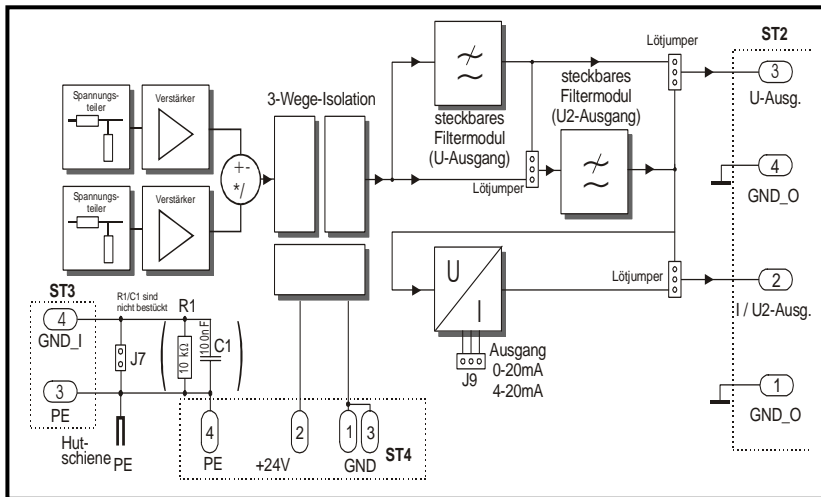 Spannungs-
teiler
Verstärker
Spannungs-
teiler
Verstärker
+ -
*/
3-Wege-Isolation
steckbares
Filtermodul
(U-Ausgang)
steckbares
Filtermodul
(U2-Ausgang)
Lötjumper
Lötjumper
Lötjumper
U
I
J9
Ausgang
0-20mA
4-20mA
ST2
3
U-Ausg.
4
GND_O
2
I / U2-Ausg.
1
GND_O
ST3
4
GND_I
3
PE
J7
R1/C1 sind
nicht bestückt
R1
10 kΩ
100n F
C1
Hut-
schiene
PE
4
PE
2
+24V
1
3
GND
ST4